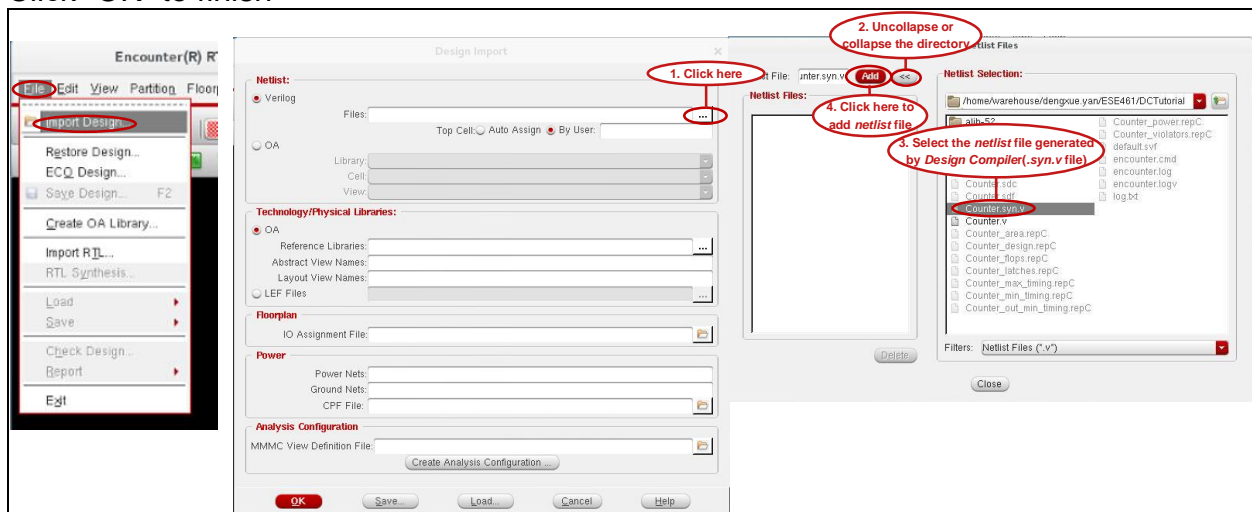 Click "OK" to finish
Encounter(R) R
File Edit View Partition Floor
Import Design...
Restore Design...
ECO Design...
Save Design... F2
Create OA Library...
Import RTL...
RTL Synthesis...
Load
Save
Check Design...
Report
Exit
Design Import
Netlist:
Verilog
Files:
...
Top Cell: Auto Assign By User:
OA
Library:
Cell:
View:
Technology/Physical Libraries:
OA
Reference Libraries:
...
Abstract View Names:
Layout View Names:
LEF Files
...
Floorplan
IO Assignment File:
Power
Power Nets:
Ground Nets:
CPF File:
Analysis Configuration
MMMC View Definition File:
Create Analysis Configuration ...
OK Save... Load... Cancel Help
1. Click here
2. Uncollapse or
collapse the directory
Netlist Files
File: unter.syn.v Add <<
Netlist Files:
4. Click here to
add netlist file
Delete
Netlist Selection:
/home/warehouse/dengxue.yan/ESE461/DCTutorial
alib-52
3. Select the netlist file generated
by Design Compiler(.syn.v file)
Counter.sdc
Counter.sdf
Counter.syn.v
Counter.v
Counter_area.repC
Counter_design.repC
Counter_flops.repC
Counter_latches.repC
Counter_max_timing.repC
Counter_min_timing.repC
Counter_out_min_timing.repC
Counter_power.repC
Counter_violators.repC
default.svf
encounter.cmd
encounter.log
encounter.logv
log.txt
Filters: Netlist Files (*.v")
Close